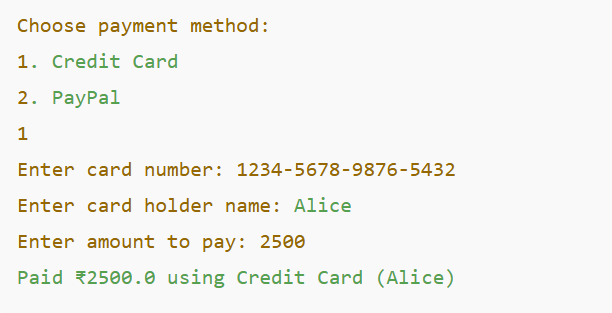 Choose payment method:
1. Credit Card
2. PayPal
1
Enter card number: 1234-5678-9876-5432
Enter card holder name: Alice
Enter amount to pay: 2500
Paid ₹2500.0 using Credit Card (Alice)